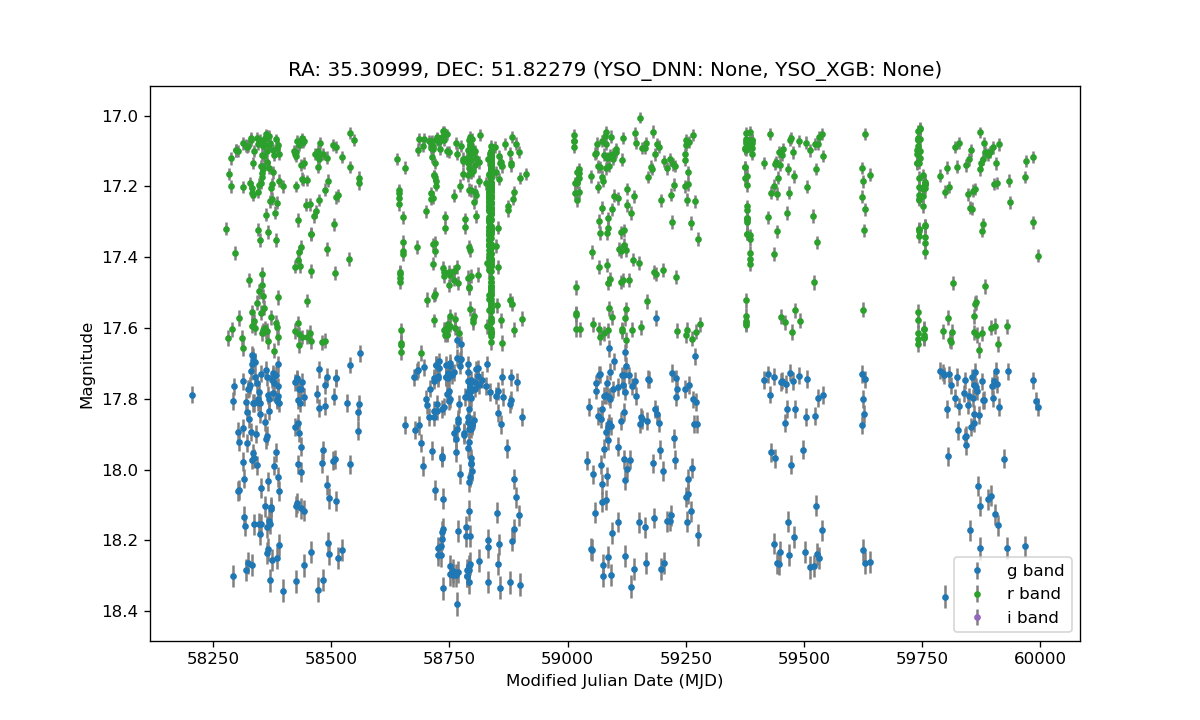 RA: 35.30999, DEC: 51.82279 (YSO_DNN: None, YSO_XGB: None)
17.0
17.2
17.4
17.6
17.8
18.0
18.2
18.4
Magnitude
g band
r band
i band
58250 58500 58750 59000 59250 59500 59750 60000
Modified Julian Date (MJD)